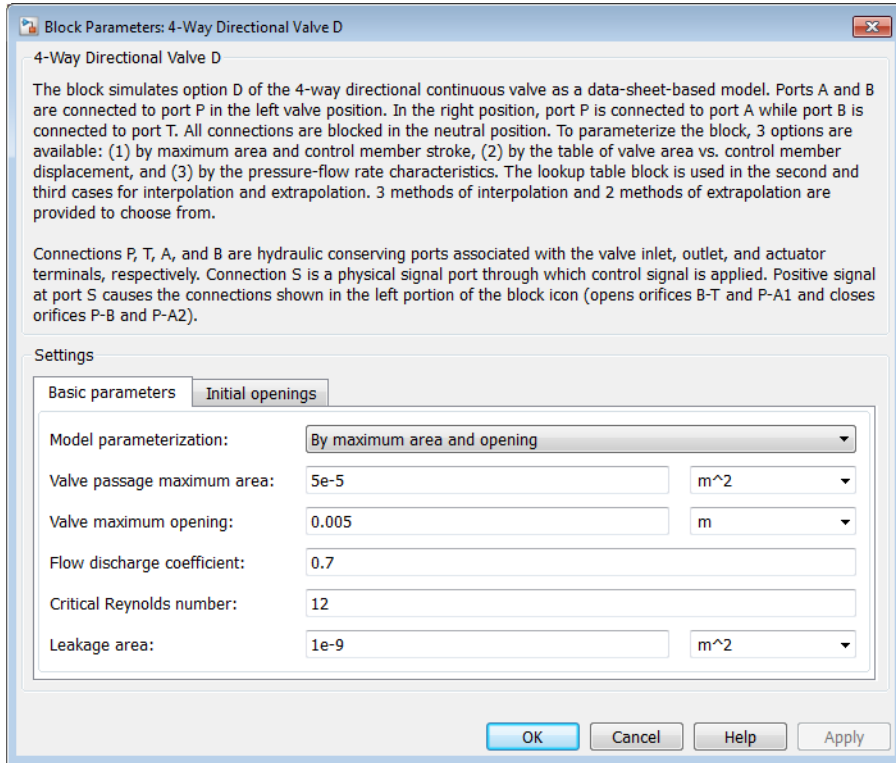 Block Parameters: 4-Way Directional Valve D
4-Way Directional Valve D
The block simulates option D of the 4-way directional continuous valve as a data-sheet-based model. Ports A and B
are connected to port P in the left valve position. In the right position, port P is connected to port A while port B is
connected to port T. All connections are blocked in the neutral position. To parameterize the block, 3 options are
available: (1) by maximum area and control member stroke, (2) by the table of valve area vs. control member
displacement, and (3) by the pressure-flow rate characteristics. The lookup table block is used in the second and
third cases for interpolation and extrapolation. 3 methods of interpolation and 2 methods of extrapolation are
provided to choose from.
Connections P, T, A, and B are hydraulic conserving ports associated with the valve inlet, outlet, and actuator
terminals, respectively. Connection S is a physical signal port through which control signal is applied. Positive signal
at port S causes the connections shown in the left portion of the block icon (opens orifices B-T and P-A1 and closes
orifices P-B and P-A2).
Settings
Basic parameters Initial openings
Model parameterization: By maximum area and opening
Valve passage maximum area: 5e-5 m^2
Valve maximum opening: 0.005 m
Flow discharge coefficient: 0.7
Critical Reynolds number: 12
Leakage area: 1e-9 m^2
OK Cancel Help Apply